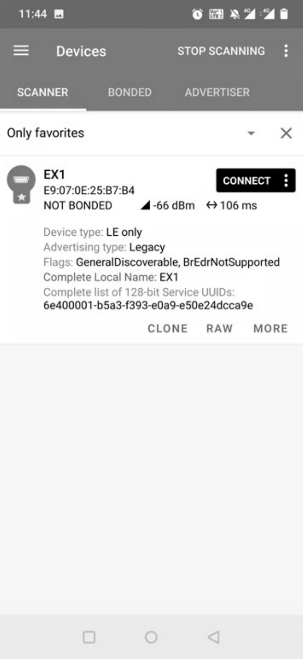 11:44
Devices
STOP SCANNING
SCANNER
BONDED
ADVERTISER
Only favorites
EX1
CONNECT
E9:07:0E:25:B7:B4
NOT BONDED
-66 dBm
106 ms
Device type: LE only
Advertising type: Legacy
Flags: GeneralDiscoverable, BrEdrNotSupported
Complete Local Name: EX1
Complete list of 128-bit Service UUIDs:
6e400001-b5a3-f393-e0a9-e50e24dcca9e
CLONE
RAW
MORE